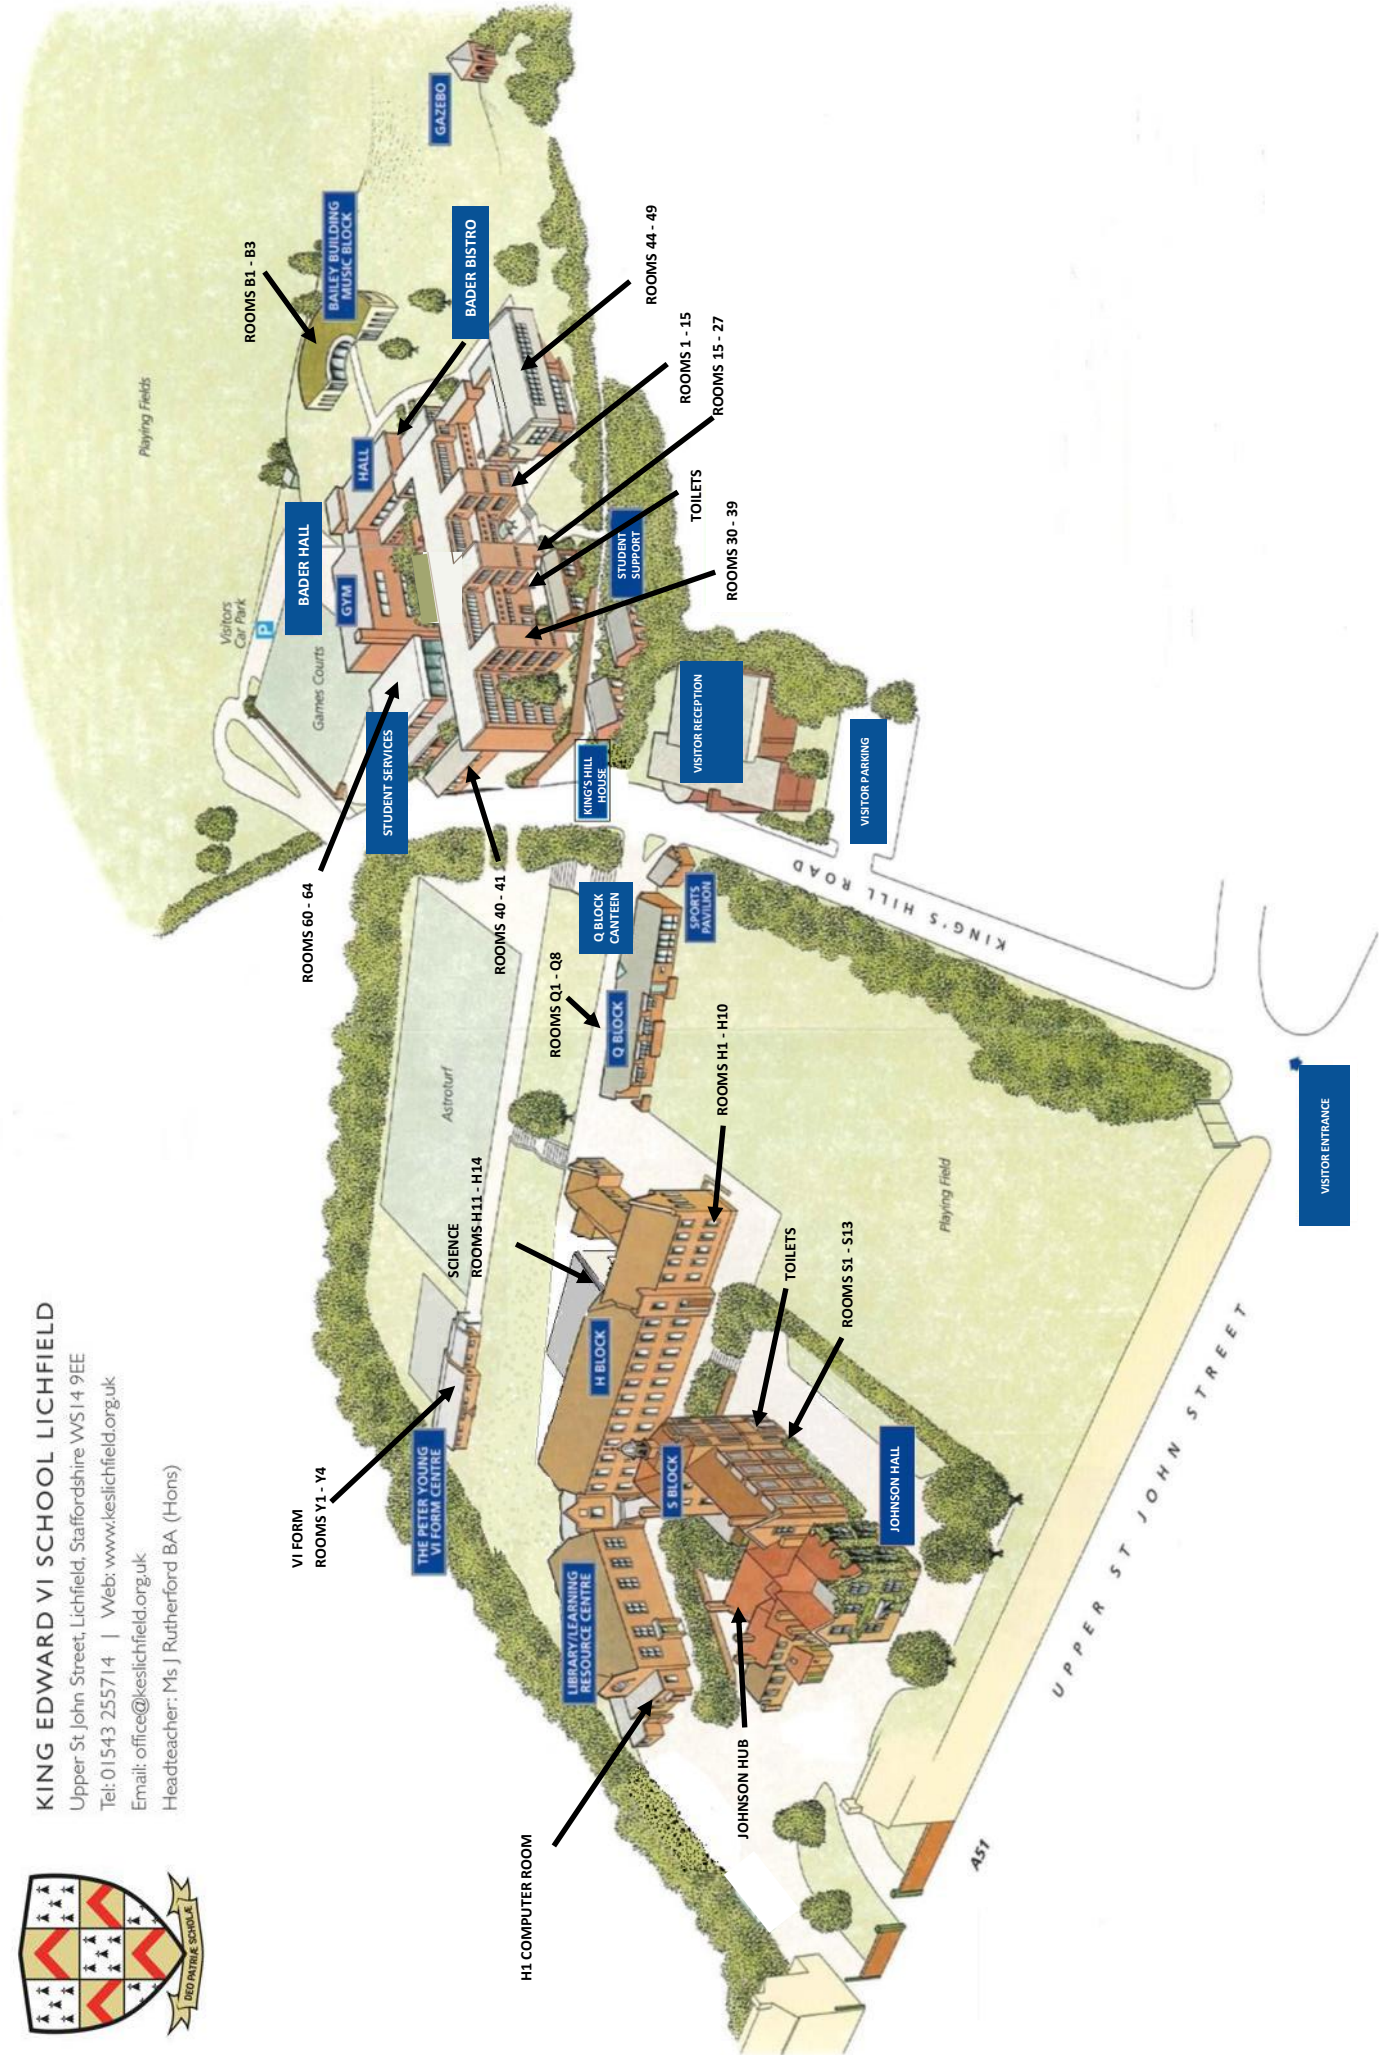 KING EDWARD VI SCHOOL LICHFIELD
Upper St John Street, Lichfield, Staffordshire WS14 9EE
Tel: 01543 255714 | Web: www.keslichfield.org.uk
Email: office@keslichfield.org.uk
Headteacher: Ms J Rutherford BA (Hons)
DEO PATRIÆ SCHOLÆ
VI FORM
ROOMS Y1 - Y4
THE PETER YOUNG
VI FORM CENTRE
SCIENCE
ROOMS H11 - H14
Astroturf
ROOMS 60 - 64
ROOMS 40 - 41
STUDENT SERVICES
Games Courts
Visitors
Car Park
P
BADER HALL
GYM
HALL
Playing Fields
ROOMS B1 - B3
BAILEY BUILDING
MUSIC BLOCK
GAZEBO
BADER BISTRO
ROOMS 44 - 49
ROOMS 1 - 15
ROOMS 15 - 27
TOILETS
ROOMS 30 - 39
STUDENT
SUPPORT
KING'S HILL
HOUSE
VISITOR RECEPTION
VISITOR PARKING
KING'S HILL ROAD
Q BLOCK
CANTEEN
SPORTS
PAVILION
ROOMS Q1 - Q8
Q BLOCK
ROOMS H1 - H10
H BLOCK
LIBRARY/LEARNING
RESOURCE CENTRE
S BLOCK
TOILETS
ROOMS S1 - S13
JOHNSON HALL
JOHNSON HUB
H1 COMPUTER ROOM
Playing Field
VISITOR ENTRANCE
UPPER ST JOHN STREET
A51